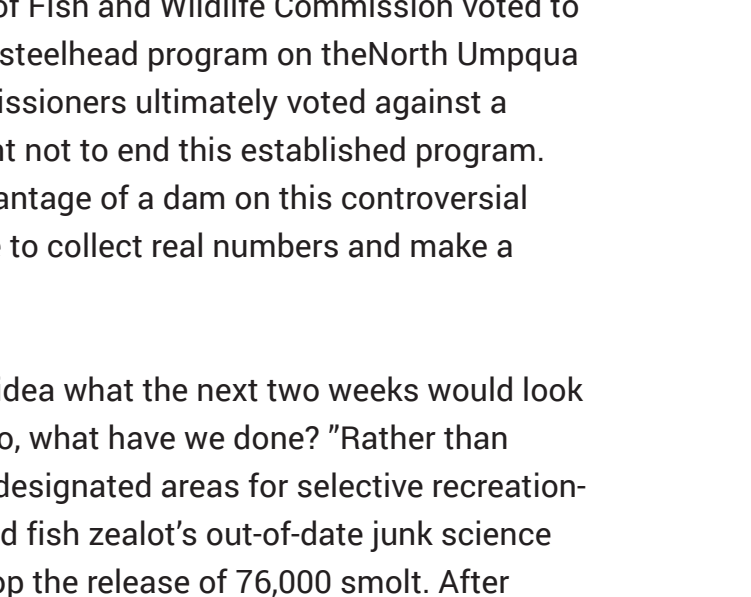 of Fish and Wildlife Commission voted to
steelhead program on theNorth Umpqua
issioners ultimately voted against a
not to end this established program.
antage of a dam on this controversial
to collect real numbers and make a
idea what the next two weeks would look
o, what have we done? ”Rather than
designated areas for selective recreation-
d fish zealot’s out-of-date junk science
op the release of 76,000 smolt. After